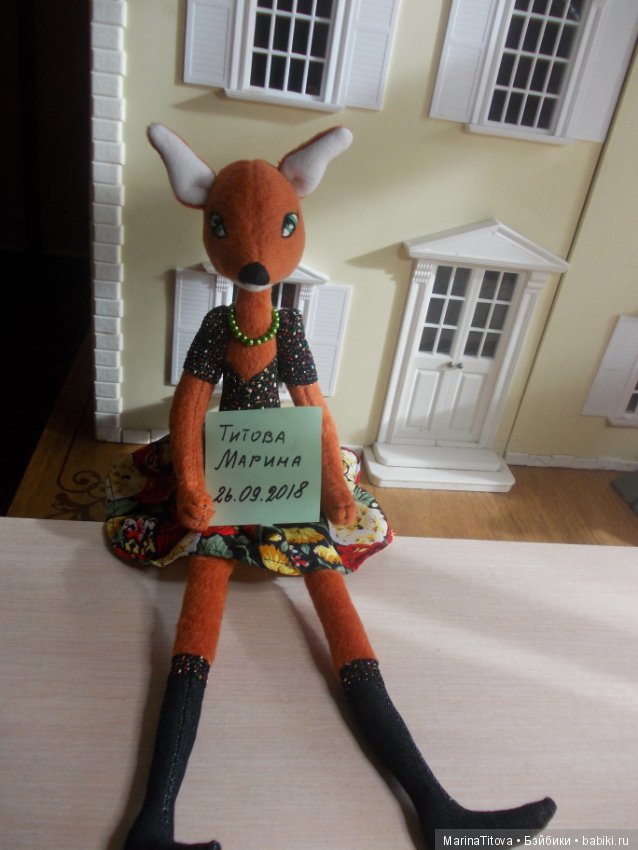 Титова
Марина
26.09.2018
MarinaTitova • Бэйбики • babiki.ru